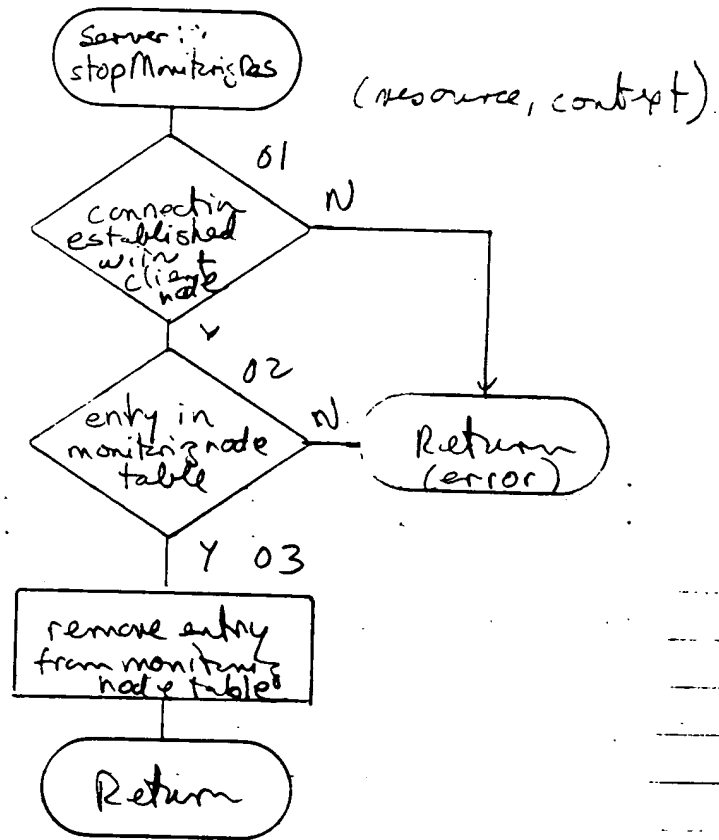 Server::
stopMonitoringRes
(resource, context)
01
connection
established
with
client
node
N
Y
02
entry in
monitoring node
table
N
Return
(error)
Y 03
remove entry
from monitoring
node table
Return